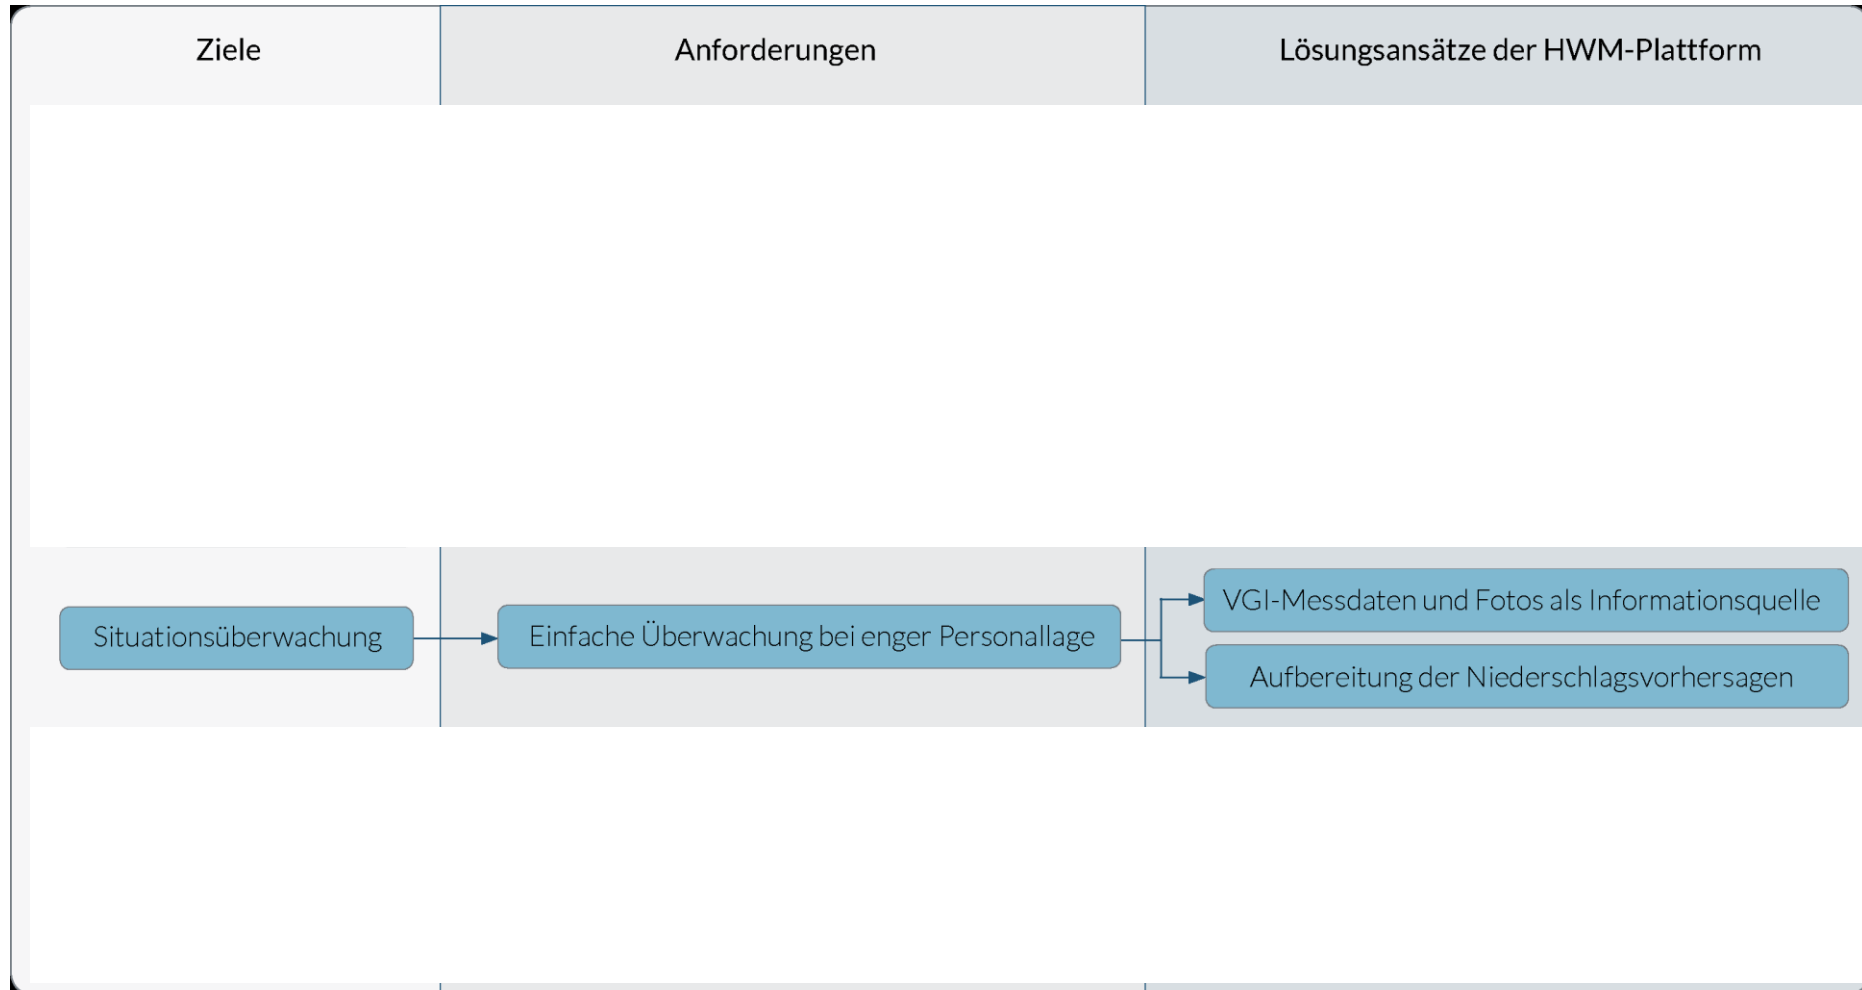 Ziele
Anforderungen
Lösungsansätze der HWM-Plattform
Situationsüberwachung
Einfache Überwachung bei enger Personallage
VGI-Messdaten und Fotos als Informationsquelle
Aufbereitung der Niederschlagsvorhersagen